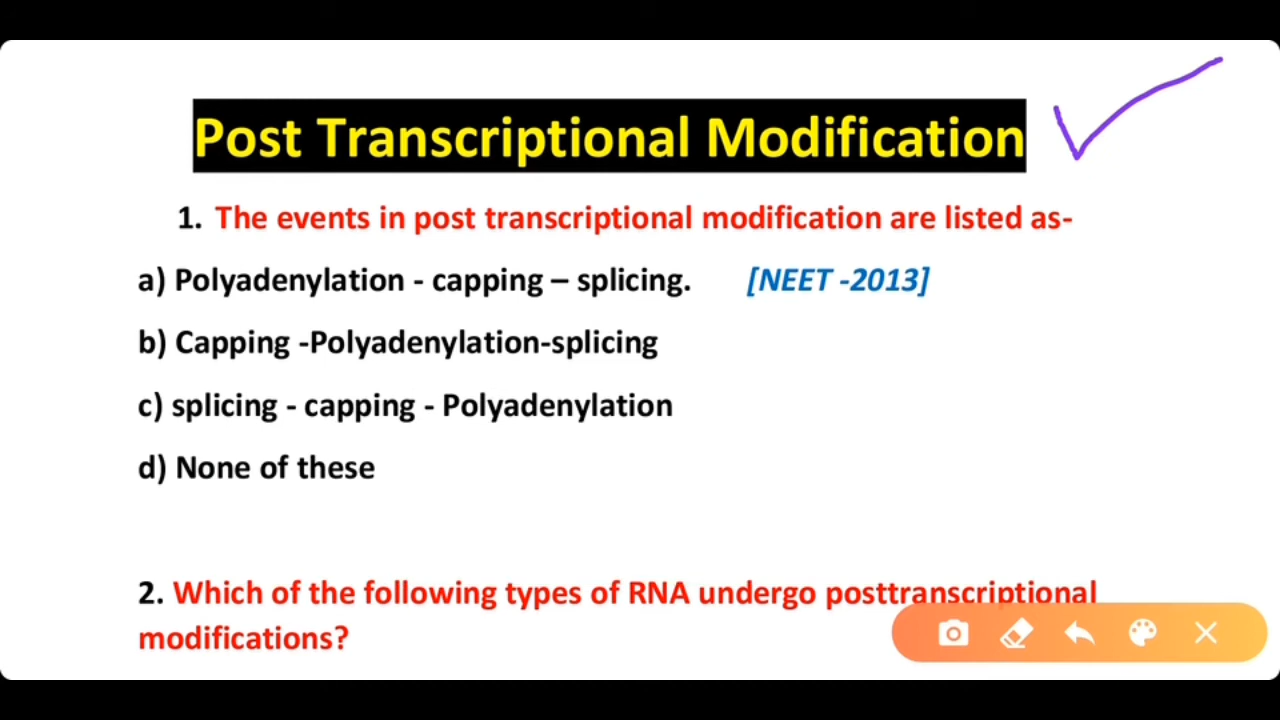 Post Transcriptional Modification
1. The events in post transcriptional modification are listed as-
a) Polyadenylation - capping – splicing. [NEET -2013]
b) Capping -Polyadenylation-splicing
c) splicing - capping - Polyadenylation
d) None of these
2. Which of the following types of RNA undergo posttranscriptional
modifications?